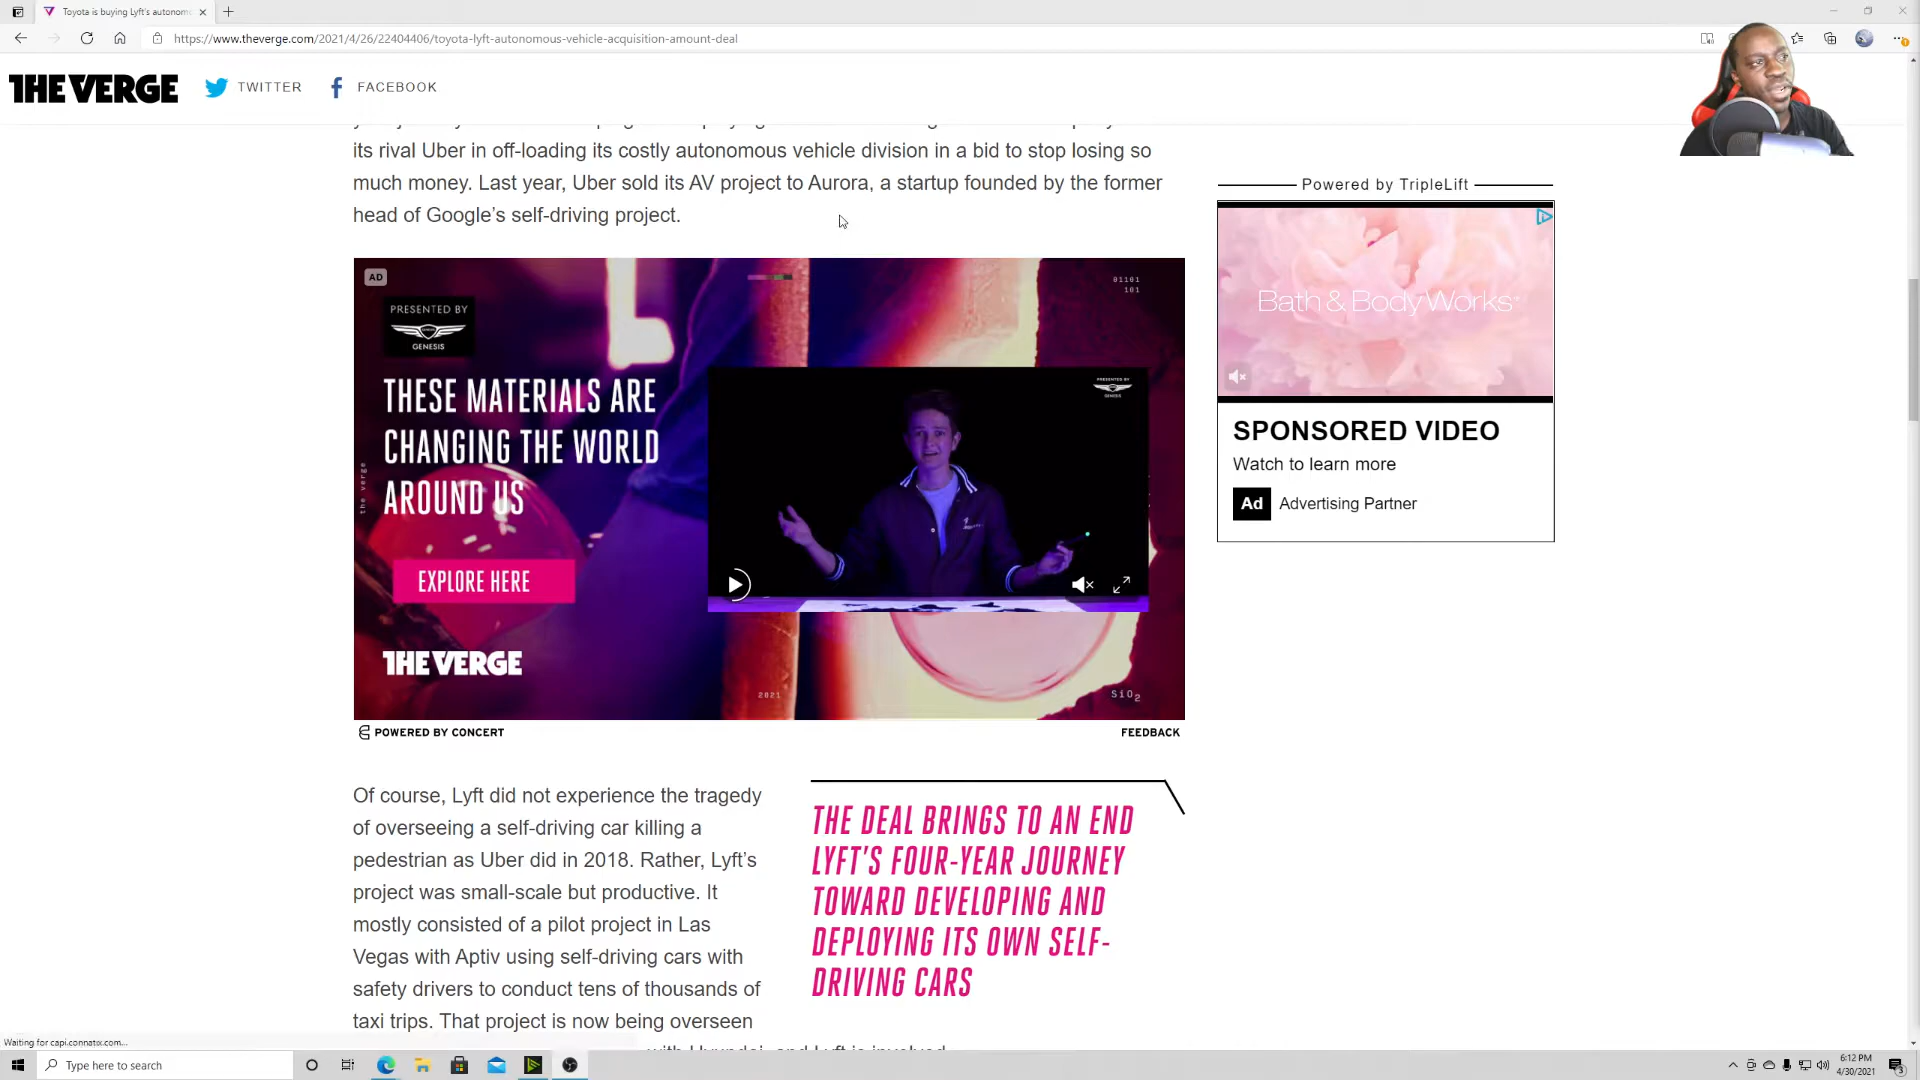 Toyota is buying Lyft's autonom
https://www.theverge.com/2021/4/26/22404406/toyota-lyft-autonomous-vehicle-acquisition-amount-deal
THE VERGE
TWITTER
FACEBOOK
its rival Uber in off-loading its costly autonomous vehicle division in a bid to stop losing so
much money. Last year, Uber sold its AV project to Aurora, a startup founded by the former
head of Google's self-driving project.
AD
01101
101
PRESENTED BY
GENESIS
THESE MATERIALS ARE
CHANGING THE WORLD
AROUND US
the verge
EXPLORE HERE
THE VERGE
PRESENTED BY
GENESIS
2021
SiO2
POWERED BY CONCERT
FEEDBACK
Powered by TripleLift
Bath & Body Works
SPONSORED VIDEO
Watch to learn more
Ad Advertising Partner
Of course, Lyft did not experience the tragedy
of overseeing a self-driving car killing a
pedestrian as Uber did in 2018. Rather, Lyft's
project was small-scale but productive. It
mostly consisted of a pilot project in Las
Vegas with Aptiv using self-driving cars with
safety drivers to conduct tens of thousands of
taxi trips. That project is now being overseen
THE DEAL BRINGS TO AN END
LYFT'S FOUR-YEAR JOURNEY
TOWARD DEVELOPING AND
DEPLOYING ITS OWN SELF-
DRIVING CARS
Waiting for capi.connatix.com...
Type here to search
6:12 PM
4/30/2021
3